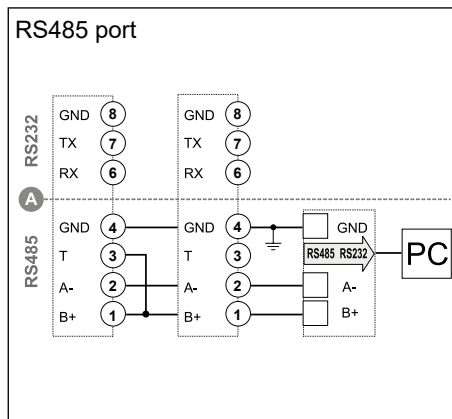 RS485 port
RS232
GND 8 GND 8
TX 7 TX 7
RX 6 RX 6
A
RS485
GND 4 GND 4 GND
T 3 T 3 RS485 RS232 PC
A- 2 A- 2 A-
B+ 1 B+ 1 B+